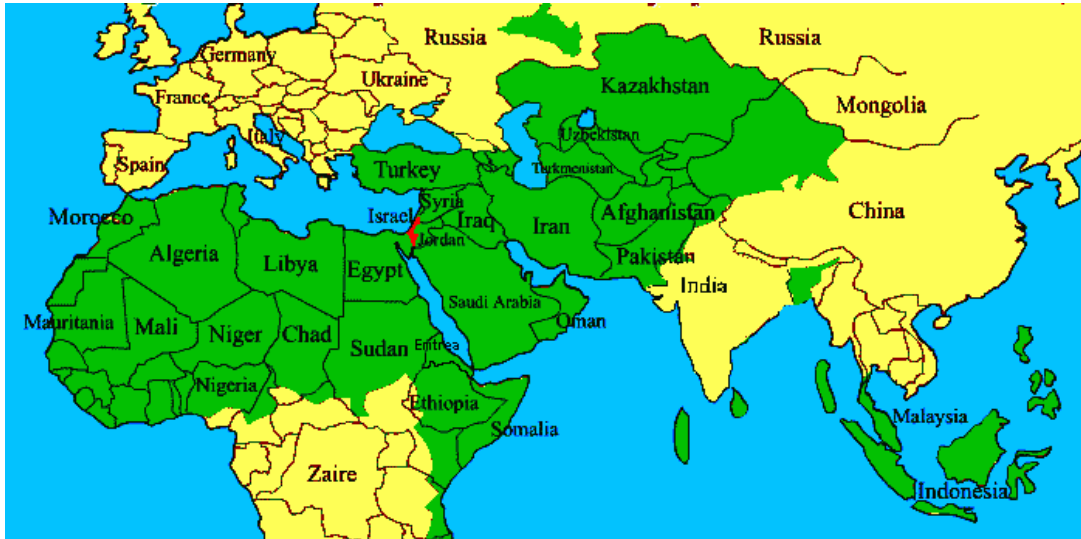 Russia
Russia
Germany
Ukraine
Kazakhstan
France
Mongolia
Italy
Uzbekistan
Spain
Turkey
Turkmenistan
Syria
Morocco
Israel
Iraq
Afghanistan
China
Jordan
Iran
Algeria
Libya
Egypt
Pakistan
India
Saudi Arabia
Mauritania
Mali
Niger
Chad
Oman
Sudan
Eritrea
Nigeria
Ethiopia
Somalia
Malaysia
Zaire
Indonesia